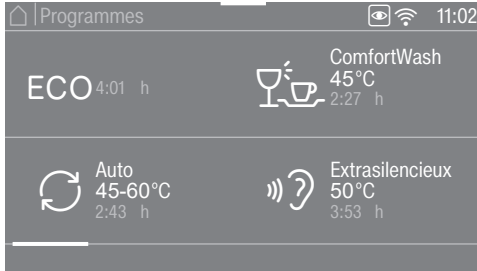 Programmes 11:02
ECO 4:01 h
ComfortWash
45°C
2:27 h
Auto
45-60°C
2:43 h
Extrasilencieux
50°C
3:53 h